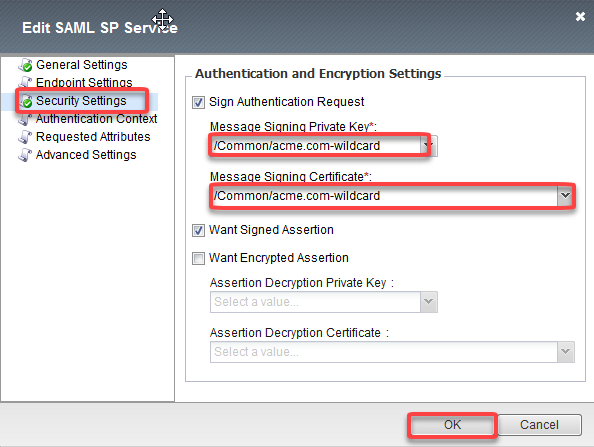 Edit SAML SP Service
General Settings
Endpoint Settings
Security Settings
Authentication Context
Requested Attributes
Advanced Settings
Authentication and Encryption Settings
Sign Authentication Request
Message Signing Private Key*:
/Common/acme.com-wildcard
Message Signing Certificate*:
/Common/acme.com-wildcard
Want Signed Assertion
Want Encrypted Assertion
Assertion Decryption Private Key :
Select a value...
Assertion Decryption Certificate :
Select a value...
OK
Cancel